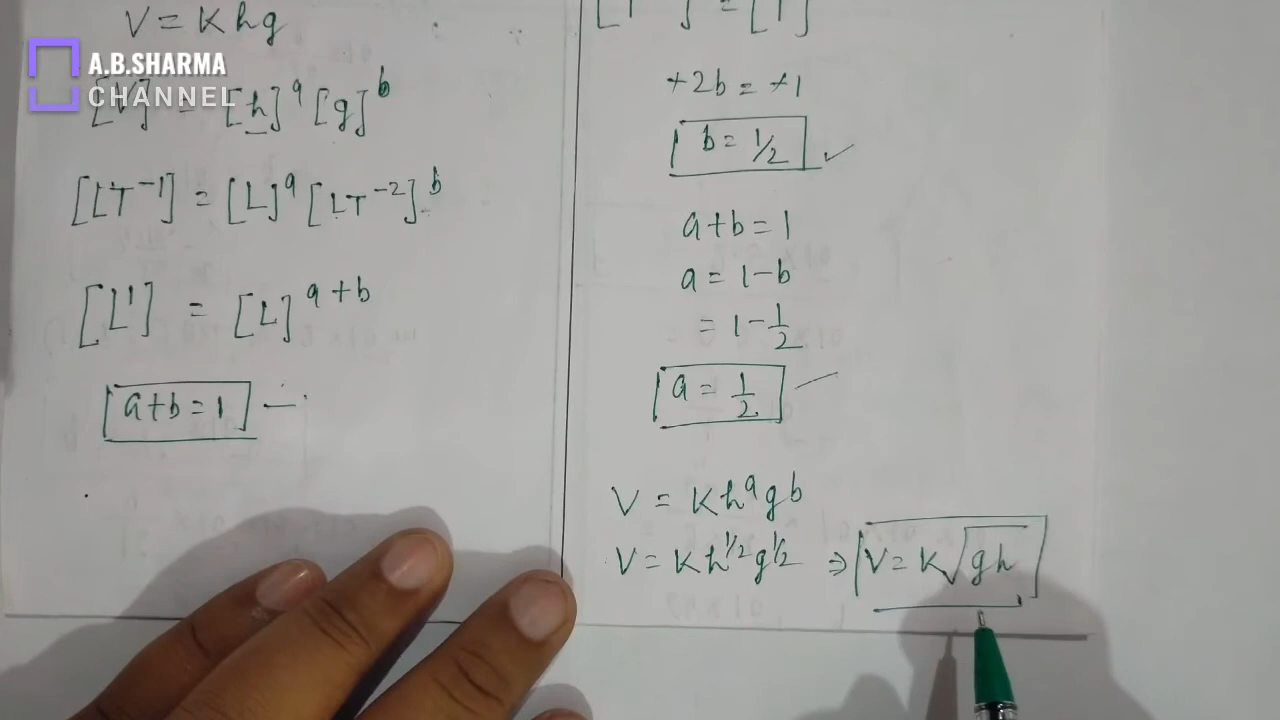 V = K h g
A.B.SHARMA
CHANNEL
[V] = [h]^a [g]^b
[LT^-1] = [L]^a [LT^-2]^b
[L^1] = [L]^a+b
a+b=1
+2b = +1
b = 1/2
a+b=1
a = 1-b
= 1-1/2
a = 1/2
V = K h^a g^b
V = K h^1/2 g^1/2 ⇒ V = K√gh